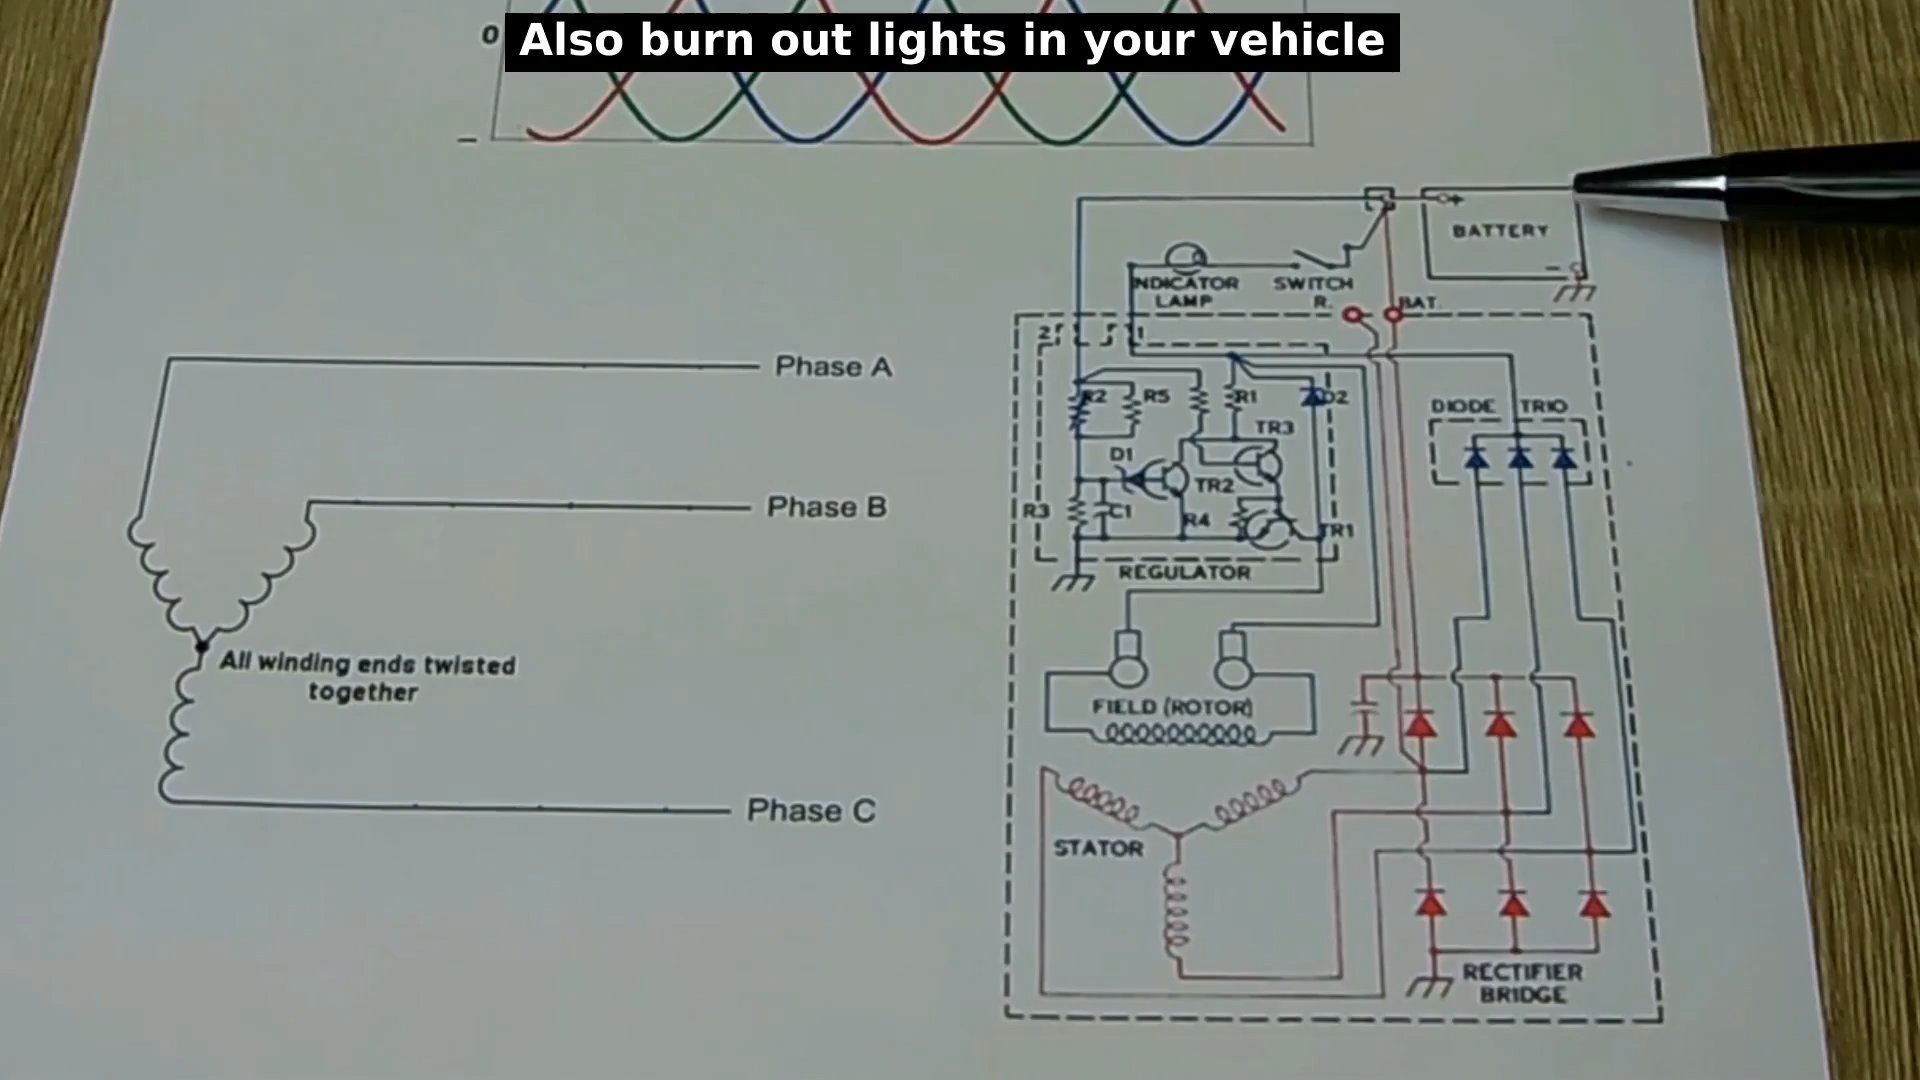 0
Also burn out lights in your vehicle
–
+
BATTERY
–
INDICATOR
LAMP
SWITCH
R.
BAT.
2
1
Phase A
R2
R5
R1
D2
DIODE TRIO
TR3
D1
TR2
Phase B
R3
C1
R4
TR1
REGULATOR
All winding ends twisted
together
FIELD (ROTOR)
Phase C
STATOR
RECTIFIER
BRIDGE